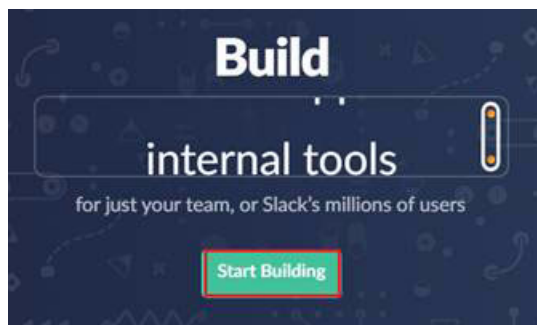 Build
internal tools
for just your team, or Slack's millions of users
Start Building